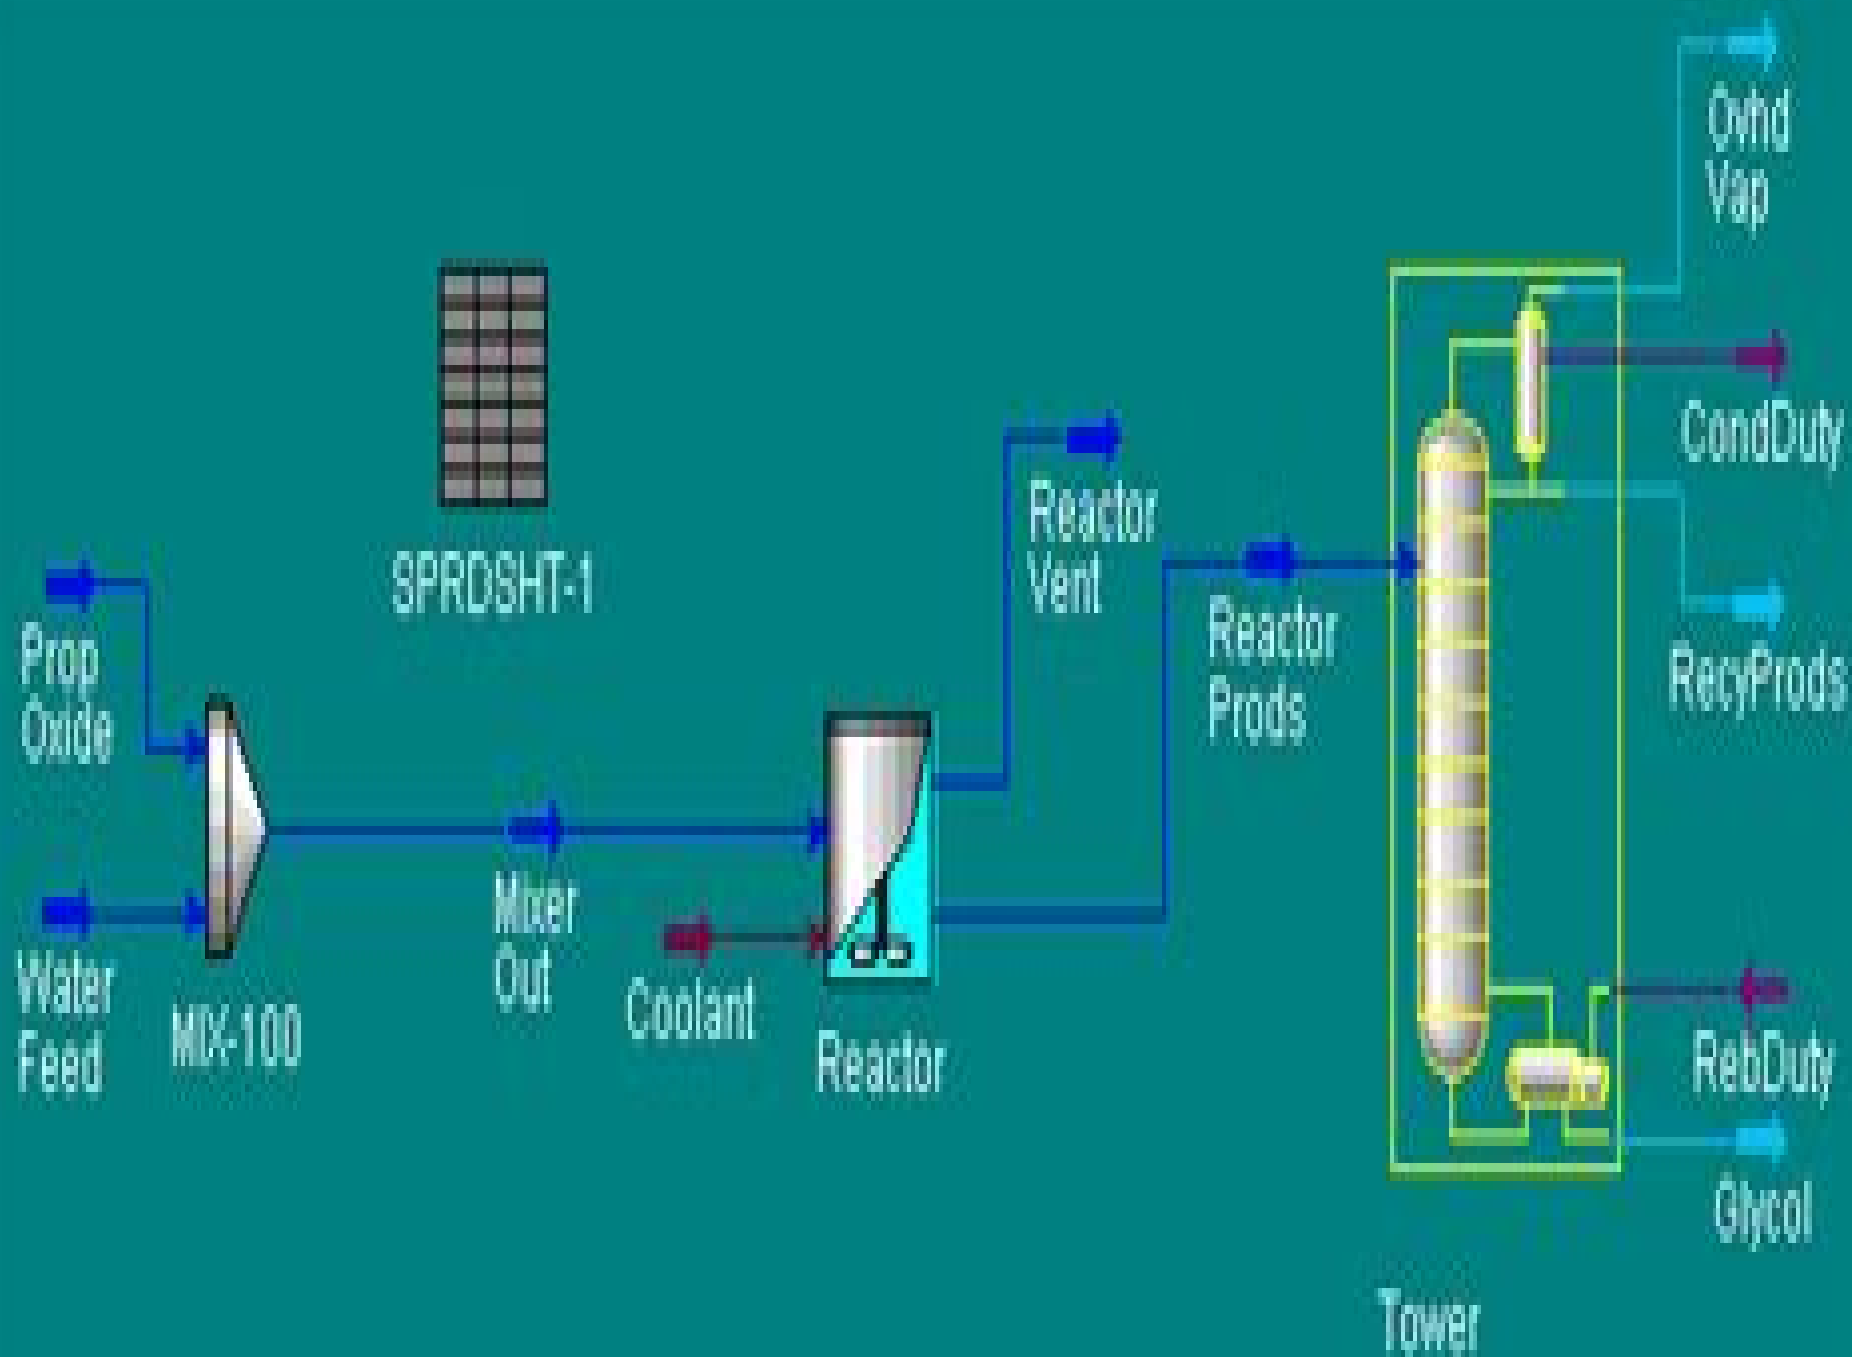 Ovhd
Vap
CondDuty
SPRDSHT-1
Reactor
Vent
Prop
Oxide
Reactor
Prods
RecyProds
Mixer
Out
Water
Feed
MIX-100
Coolant
Reactor
RebDuty
Glycol
Tower